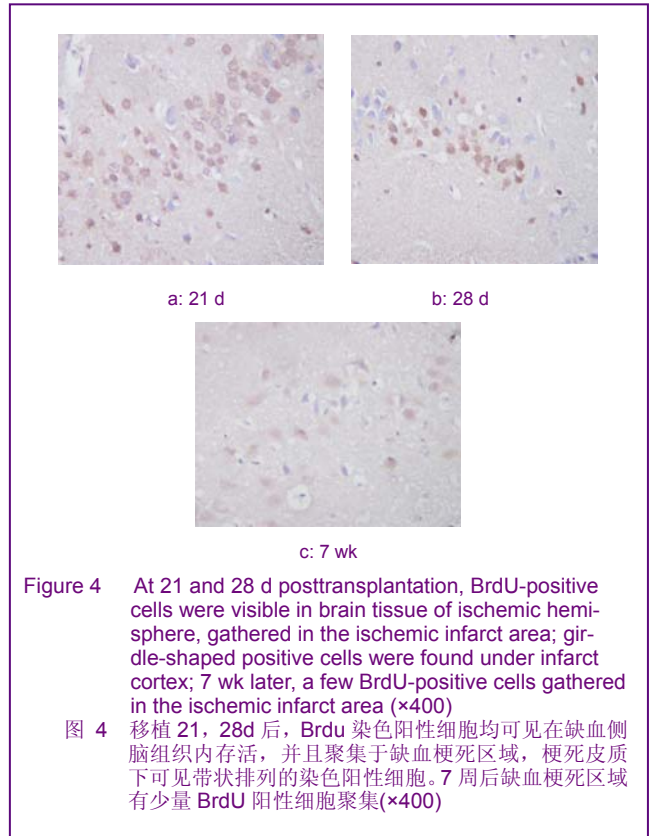 a: 21 d
b: 28 d
c: 7 wk
Figure 4 At 21 and 28 d posttransplantation, BrdU-positive
cells were visible in brain tissue of ischemic hemi-
sphere, gathered in the ischemic infarct area; gir-
dle-shaped positive cells were found under infarct
cortex; 7 wk later, a few BrdU-positive cells gathered
in the ischemic infarct area (×400)
图 4 移植 21，28d 后，Brdu 染色阳性细胞均可见在缺血侧
脑组织内存活，并且聚集于缺血梗死区域，梗死皮质
下可见带状排列的染色阳性细胞。7 周后缺血梗死区域
有少量 BrdU 阳性细胞聚集(×400)